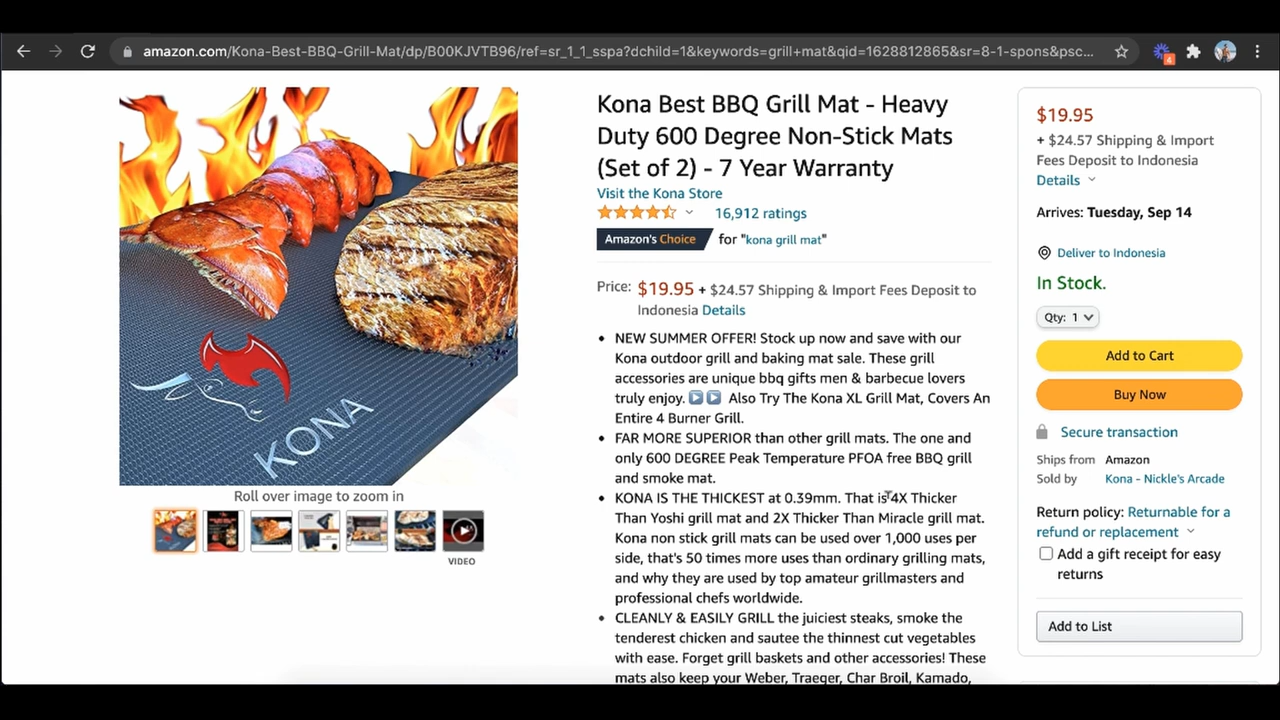 amazon.com/Kona-Best-BBQ-Grill-Mat/dp/B00KJVTB96/ref=sr_1_1_sspa?dchild=1&keywords=grill+mat&qid=1628812865&sr=8-1-spons&psc...
4
KONA
Roll over image to zoom in
VIDEO
Kona Best BBQ Grill Mat - Heavy
Duty 600 Degree Non-Stick Mats
(Set of 2) - 7 Year Warranty
Visit the Kona Store
16,912 ratings
Amazon's Choice for "kona grill mat"
Price: $19.95 + $24.57 Shipping & Import Fees Deposit to
Indonesia Details
• NEW SUMMER OFFER! Stock up now and save with our
Kona outdoor grill and baking mat sale. These grill
accessories are unique bbq gifts men & barbecue lovers
truly enjoy. ▶️▶️ Also Try The Kona XL Grill Mat, Covers An
Entire 4 Burner Grill.
• FAR MORE SUPERIOR than other grill mats. The one and
only 600 DEGREE Peak Temperature PFOA free BBQ grill
and smoke mat.
• KONA IS THE THICKEST at 0.39mm. That is 4X Thicker
Than Yoshi grill mat and 2X Thicker Than Miracle grill mat.
Kona non stick grill mats can be used over 1,000 uses per
side, that's 50 times more uses than ordinary grilling mats,
and why they are used by top amateur grillmasters and
professional chefs worldwide.
• CLEANLY & EASILY GRILL the juiciest steaks, smoke the
tenderest chicken and sautee the thinnest cut vegetables
with ease. Forget grill baskets and other accessories! These
mats also keep your Weber, Traeger, Char Broil, Kamado,
$19.95
+ $24.57 Shipping & Import
Fees Deposit to Indonesia
Details
Arrives: Tuesday, Sep 14
Deliver to Indonesia
In Stock.
Qty: 1
Add to Cart
Buy Now
Secure transaction
Ships from Amazon
Sold by Kona - Nickle's Arcade
Return policy: Returnable for a
refund or replacement
Add a gift receipt for easy
returns
Add to List